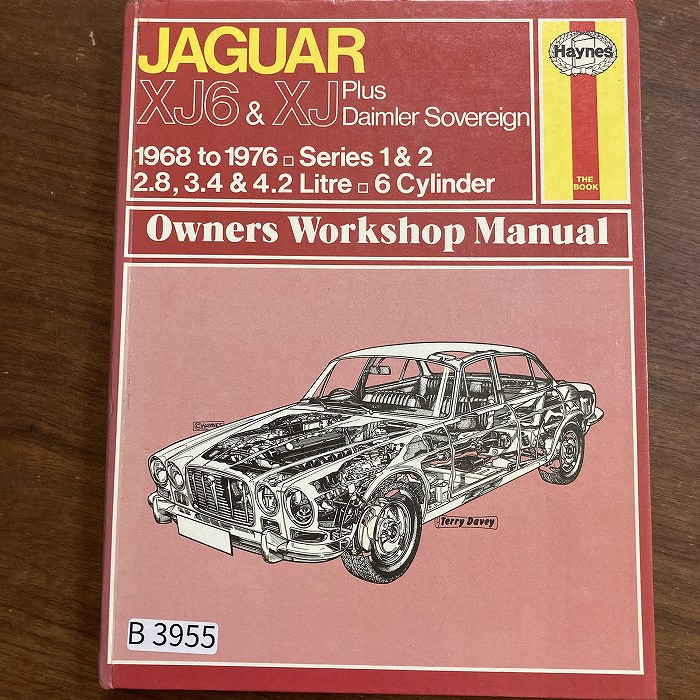 JAGUAR
XJ6 & XJ Plus Daimler Sovereign
1968 to 1976 □ Series 1 & 2
2.8, 3.4 & 4.2 Litre □ 6 Cylinder
Haynes
THE BOOK
Owners Workshop Manual
© HAYNES
Terry Davey
B 3955